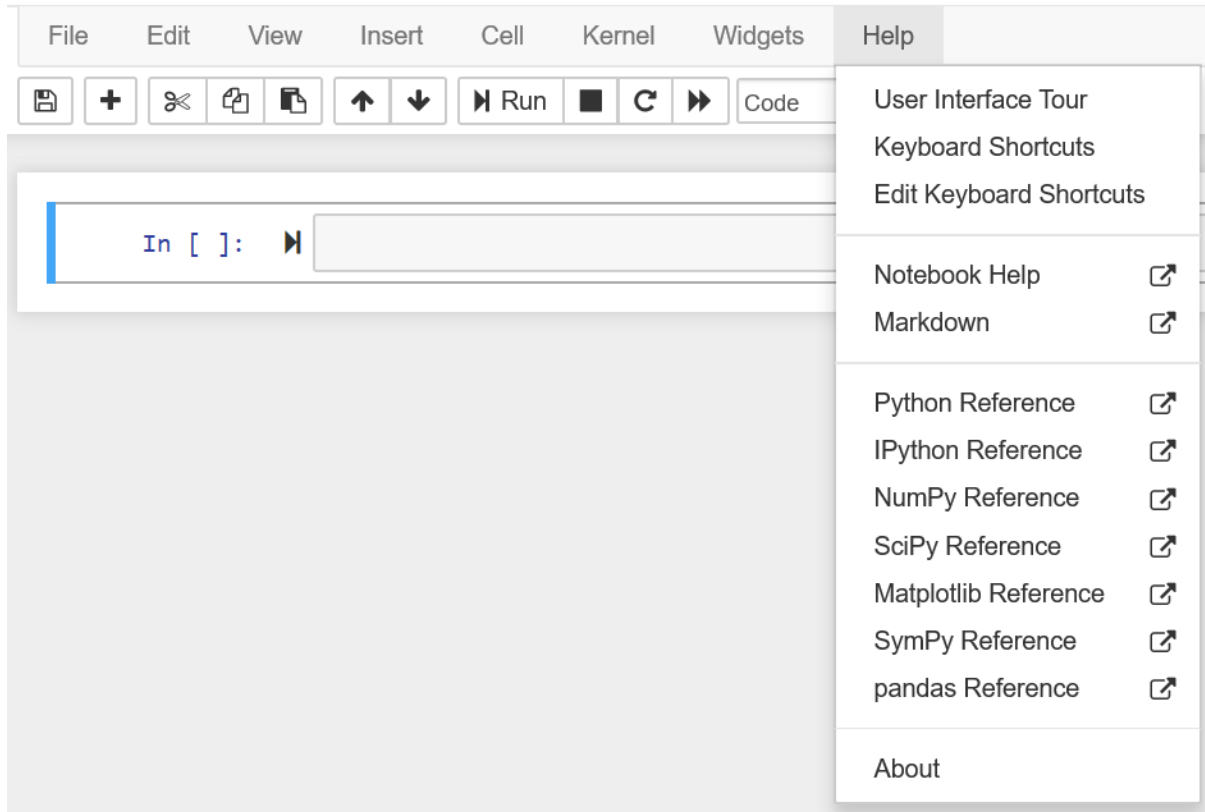 File Edit View Insert Cell Kernel Widgets Help
Run Code
In [ ]:
User Interface Tour
Keyboard Shortcuts
Edit Keyboard Shortcuts
Notebook Help
Markdown
Python Reference
IPython Reference
NumPy Reference
SciPy Reference
Matplotlib Reference
SymPy Reference
pandas Reference
About